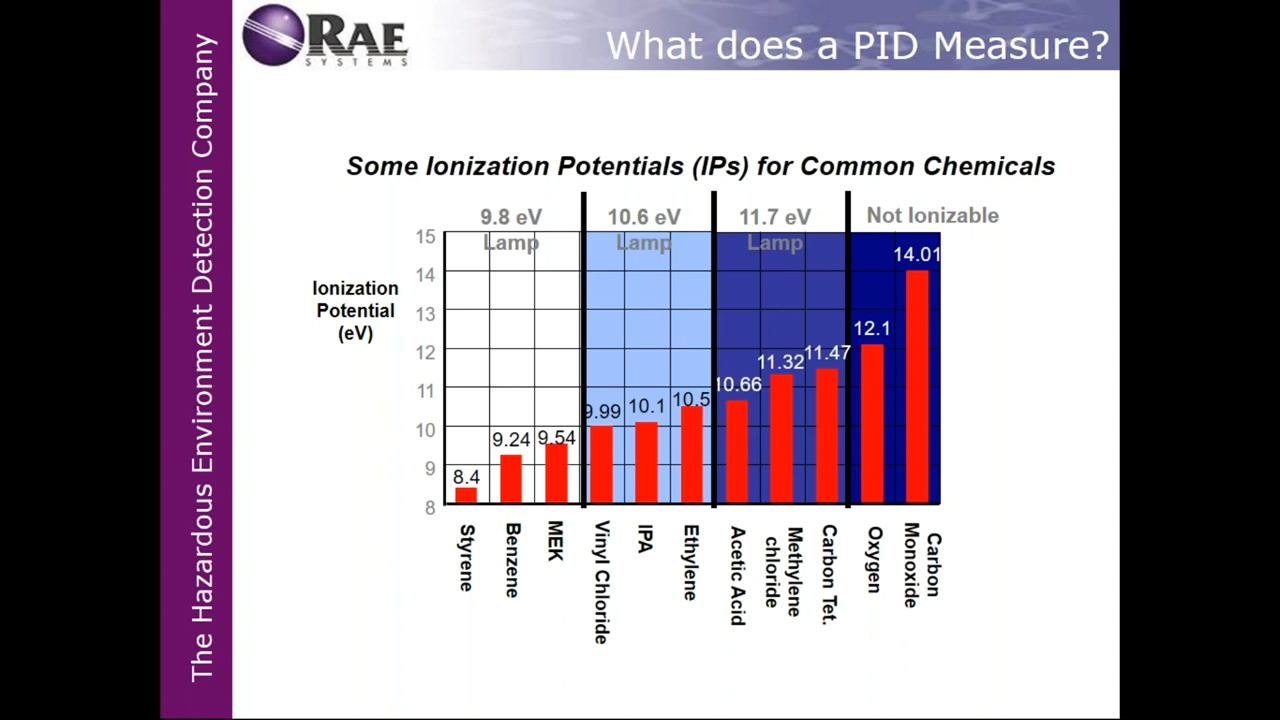 The Hazardous Environment Detection Company
RAE
SYSTEMS
What does a PID Measure?
Some Ionization Potentials (IPs) for Common Chemicals
9.8 eV
Lamp
10.6 eV
Lamp
11.7 eV
Lamp
Not Ionizable
Ionization
Potential
(eV)
15
14
13
12
11
10
9
8
8.4
9.24
9.54
9.99
10.1
10.5
10.66
11.32
11.47
12.1
14.01
Styrene
Benzene
MEK
Vinyl Chloride
IPA
Ethylene
Acetic Acid
Methylene
chloride
Carbon Tet.
Oxygen
Carbon
Monoxide